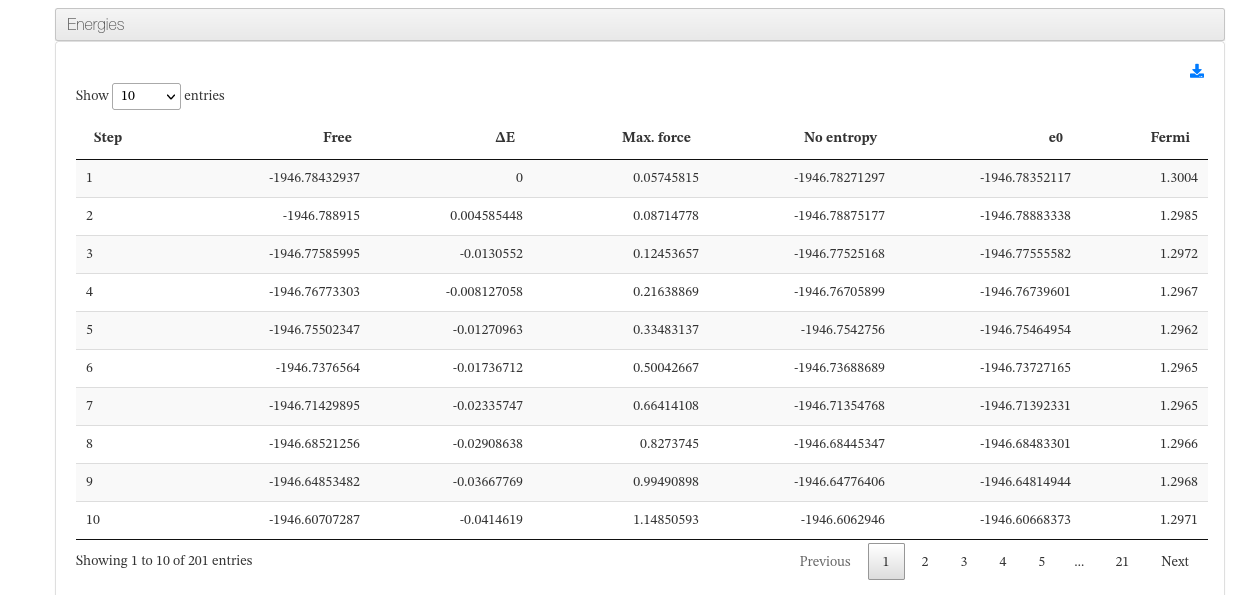 Energies
Show 10 entries
Step Free ΔE Max. force No entropy e0 Fermi
1 -1946.78432937 0 0.05745815 -1946.78271297 -1946.78352117 1.3004
2 -1946.788915 0.004585448 0.08714778 -1946.78875177 -1946.78883338 1.2985
3 -1946.77585995 -0.0130552 0.12453657 -1946.77525168 -1946.77555582 1.2972
4 -1946.76773303 -0.008127058 0.21638869 -1946.76705899 -1946.76739601 1.2967
5 -1946.75502347 -0.01270963 0.33483137 -1946.7542756 -1946.75464954 1.2962
6 -1946.7376564 -0.01736712 0.50042667 -1946.73688689 -1946.73727165 1.2965
7 -1946.71429895 -0.02335747 0.66414108 -1946.71354768 -1946.71392331 1.2965
8 -1946.68521256 -0.02908638 0.8273745 -1946.68445347 -1946.68483301 1.2966
9 -1946.64853482 -0.03667769 0.99490898 -1946.64776406 -1946.64814944 1.2968
10 -1946.60707287 -0.0414619 1.14850593 -1946.6062946 -1946.60668373 1.2971
Showing 1 to 10 of 201 entries Previous 1 2 3 4 5 ... 21 Next